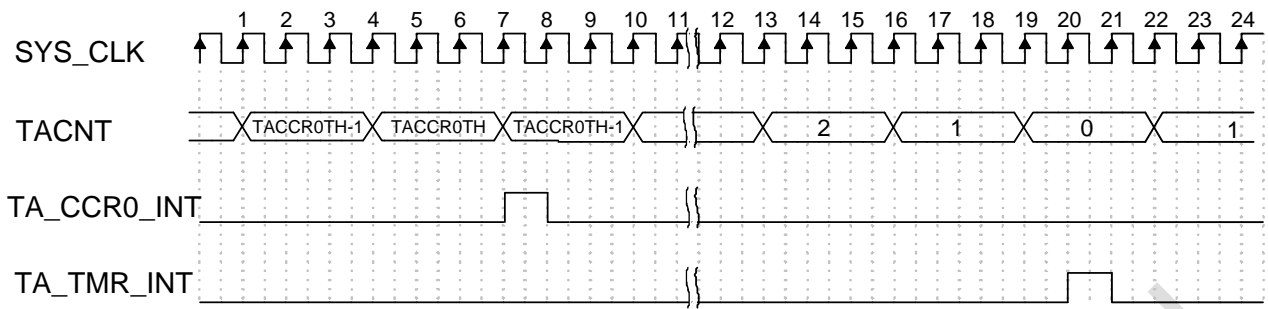 1 2 3 4 5 6 7 8 9 10 11 12 13 14 15 16 17 18 19 20 21 22 23 24
SYS_CLK
TACNT TACCR0TH-1 TACCR0TH TACCR0TH-1 2 1 0 1
TA_CCR0_INT
TA_TMR_INT